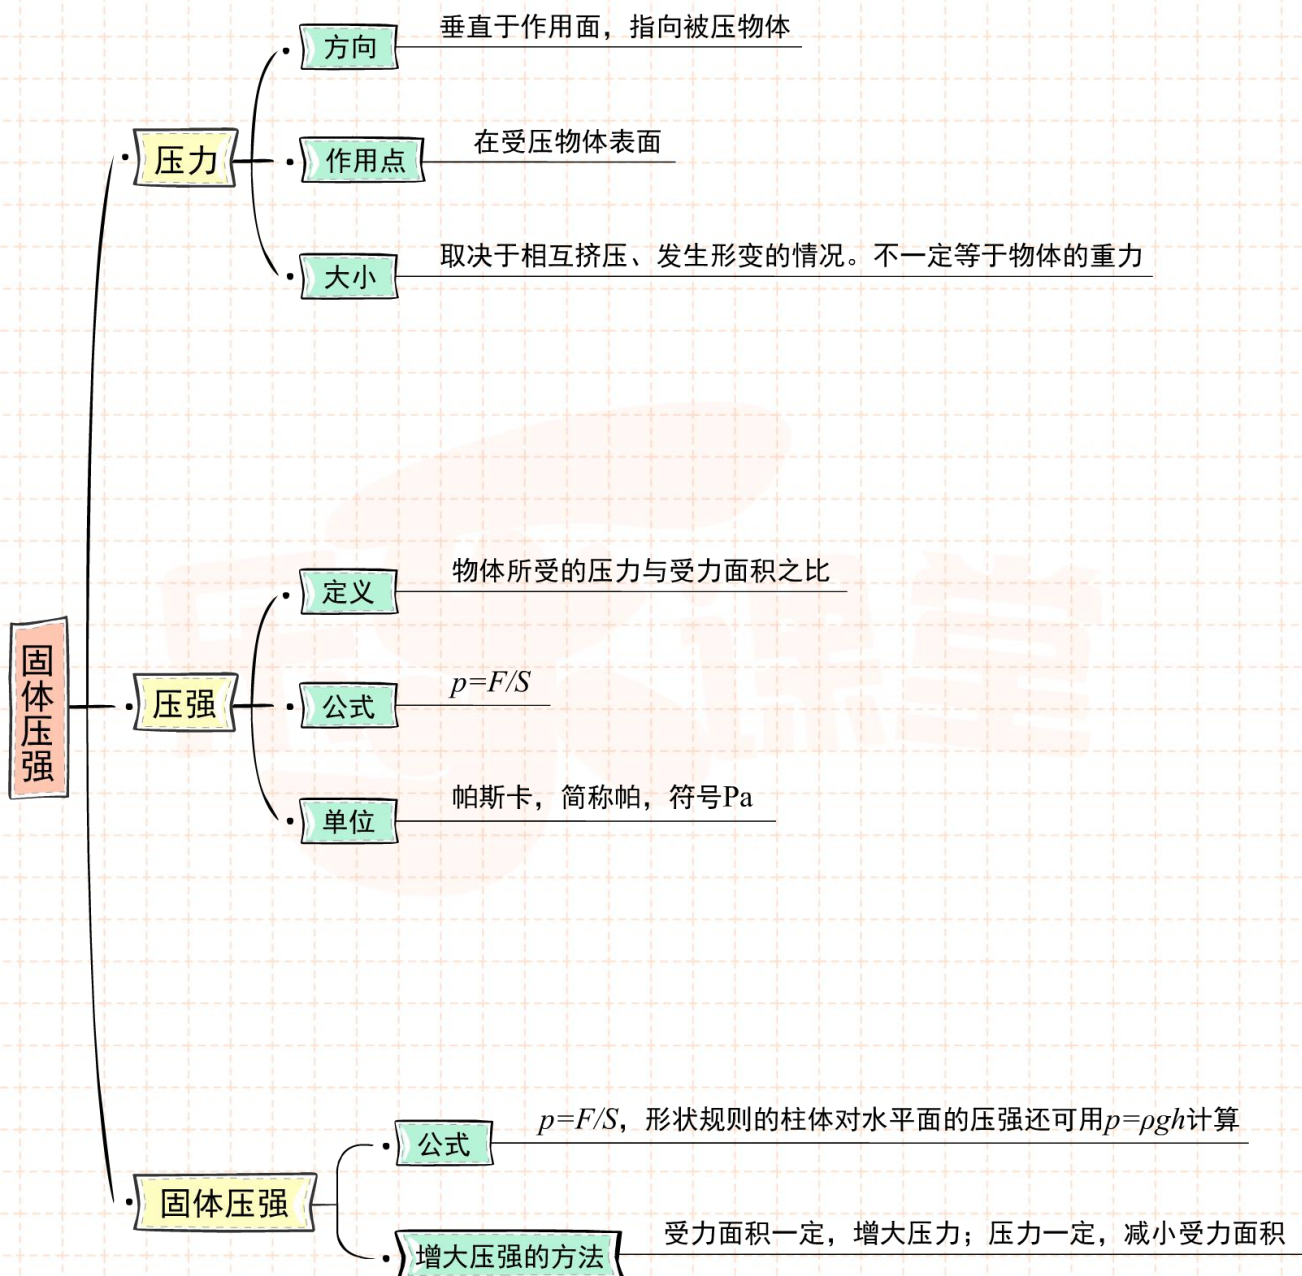 方向
垂直于作用面，指向被压物体
压力
作用点
在受压物体表面
大小
取决于相互挤压、发生形变的情况。不一定等于物体的重力
固体压强
定义
物体所受的压力与受力面积之比
压强
公式
p=F/S
单位
帕斯卡，简称帕，符号Pa
固体压强
公式
p=F/S，形状规则的柱体对水平面的压强还可用p=ρgh计算
增大压强的方法
受力面积一定，增大压力；压力一定，减小受力面积